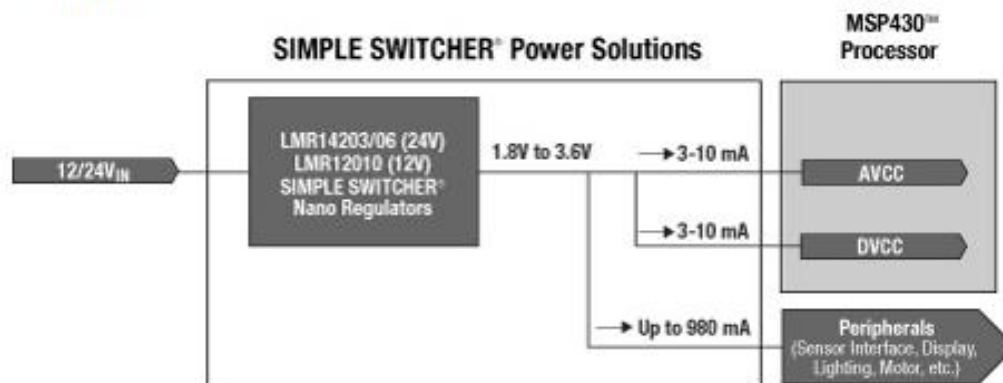 MSP430™
Processor
SIMPLE SWITCHER® Power Solutions
12/24VIN
LMR14203/06 (24V)
LMR12010 (12V)
SIMPLE SWITCHER®
Nano Regulators
1.8V to 3.6V
3-10 mA
AVCC
3-10 mA
DVCC
Up to 980 mA
Peripherals
(Sensor Interface, Display,
Lighting, Motor, etc.)